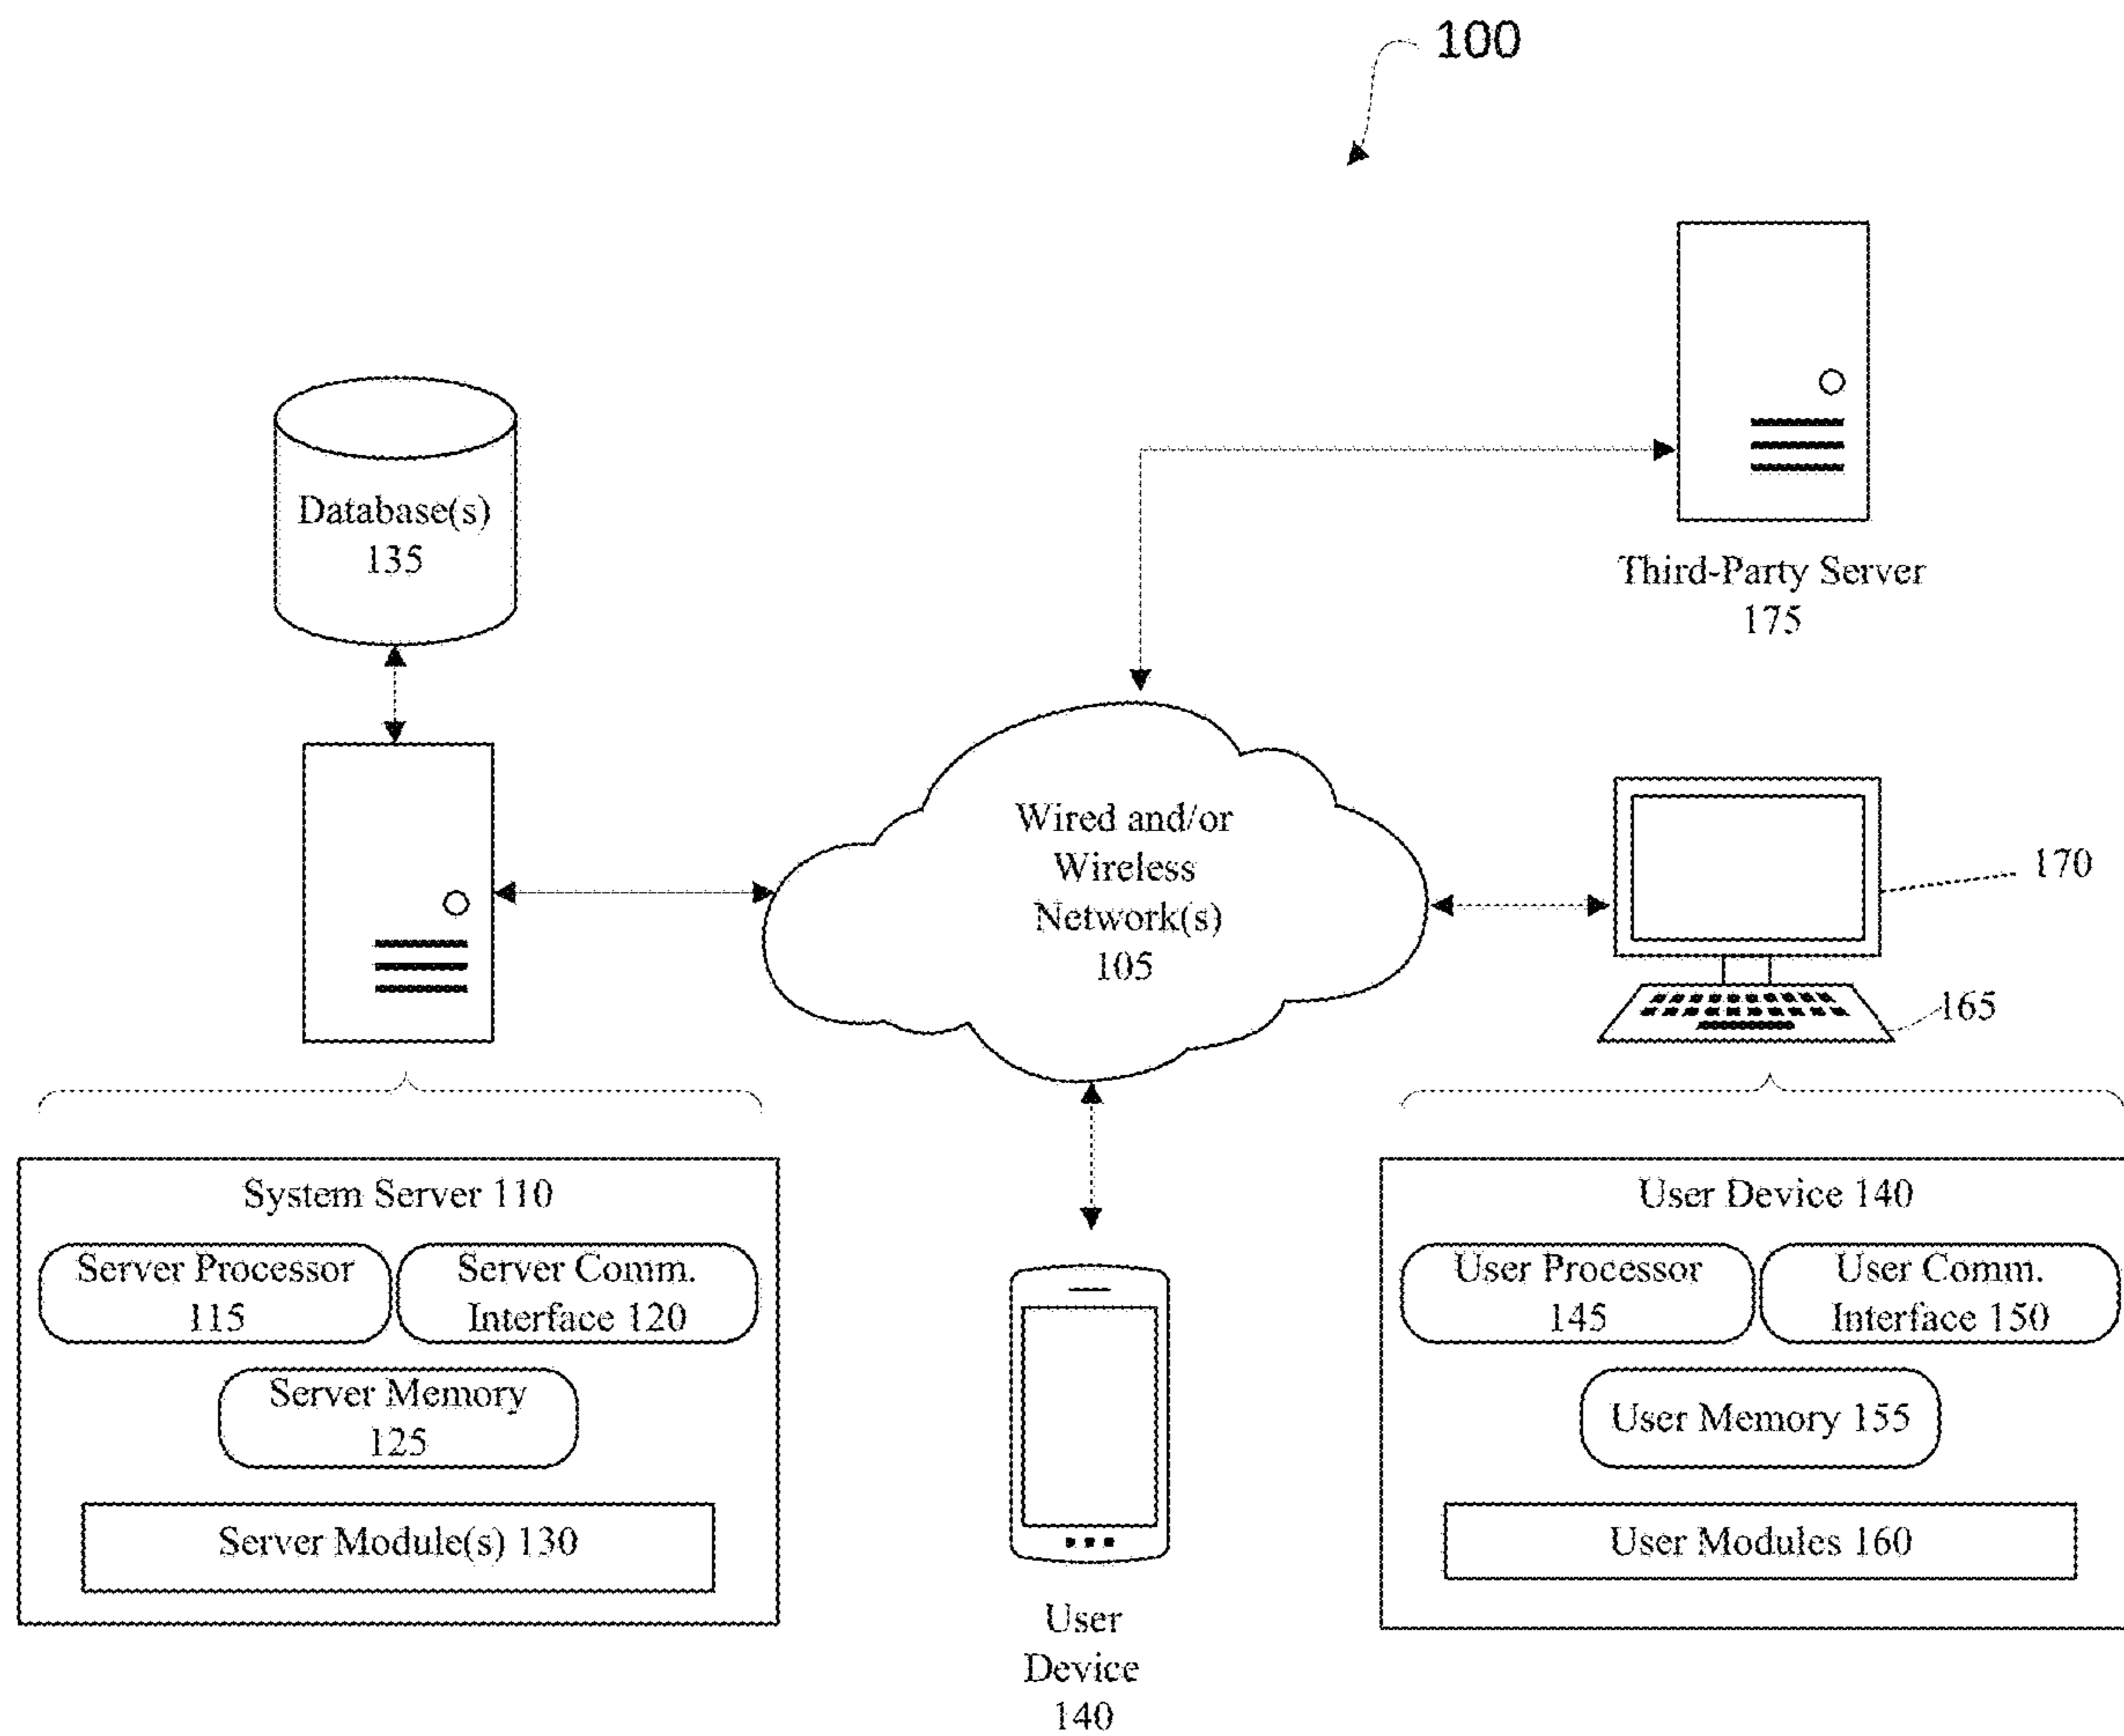 100
Database(s)
135
Third-Party Server
175
Wired and/or
Wireless
Network(s)
105
170
165
System Server 110
Server Processor
115
Server Comm.
Interface 120
Server Memory
125
Server Module(s) 130
User Device 140
User Processor
145
User Comm.
Interface 150
User Memory 155
User Modules 160
User
Device
140